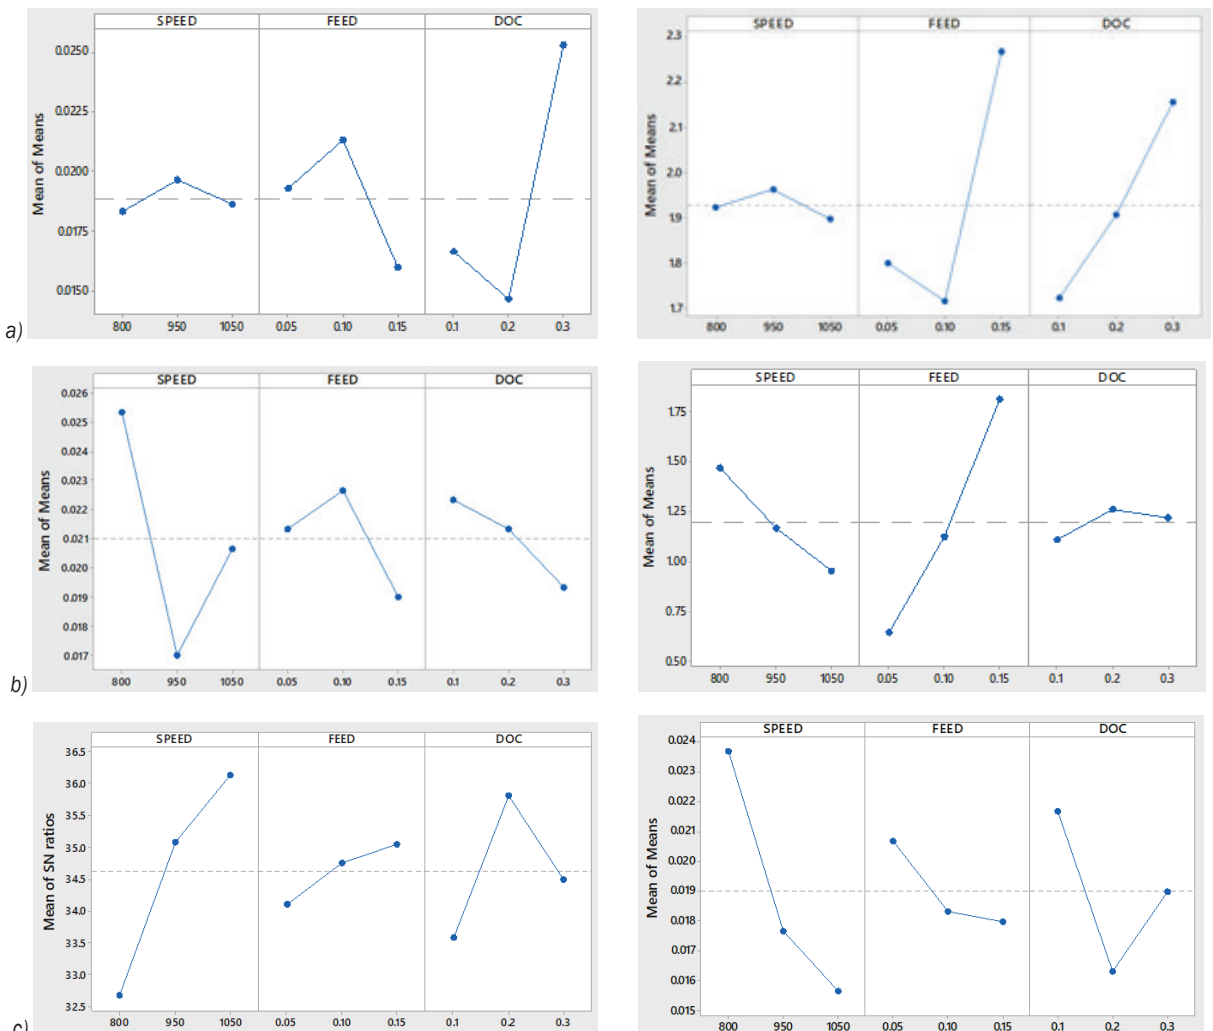 SPEED FEED DOC
0.0250
0.0225
0.0200
0.0175
0.0150
Mean of Means
800 950 1050 0.05 0.10 0.15 0.1 0.2 0.3
a)
SPEED FEED DOC
2.3
2.2
2.1
2.0
1.9
1.8
1.7
Mean of Means
800 950 1050 0.05 0.10 0.15 0.1 0.2 0.3
SPEED FEED DOC
0.026
0.025
0.024
0.023
0.022
0.021
0.020
0.019
0.018
0.017
Mean of Means
800 950 1050 0.05 0.10 0.15 0.1 0.2 0.3
b)
SPEED FEED DOC
1.75
1.50
1.25
1.00
0.75
0.50
Mean of Means
800 950 1050 0.05 0.10 0.15 0.1 0.2 0.3
SPEED FEED DOC
36.5
36.0
35.5
35.0
34.5
34.0
33.5
33.0
32.5
Mean of SN ratios
800 950 1050 0.05 0.10 0.15 0.1 0.2 0.3
c)
SPEED FEED DOC
0.024
0.023
0.022
0.021
0.020
0.019
0.018
0.017
0.016
0.015
Mean of Means
800 950 1050 0.05 0.10 0.15 0.1 0.2 0.3